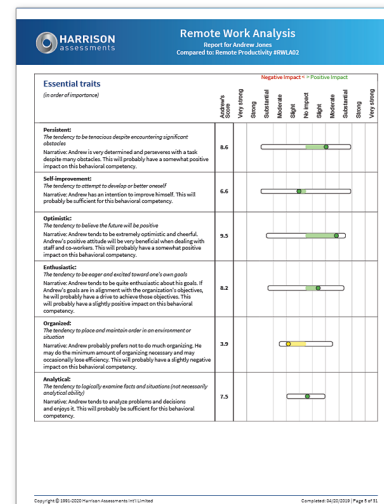 HARRISON
assessments
Remote Work Analysis
Report for Andrew Jones
Compared to: Remote Productivity #RWLA02
Essential traits
(in order of importance)
Negative Impact < > Positive Impact
Andrew's Score
Very strong
Strong
Substantial
Moderate
Slight
No impact
Slight
Moderate
Substantial
Strong
Very strong
Persistent:
The tendency to be tenacious despite encountering significant
obstacles
Narrative: Andrew is very determined and perseveres with a task
despite many obstacles. This will probably have a somewhat positive
impact on this behavioral competency.
8.6
Self-improvement:
The tendency to attempt to develop or better oneself
Narrative: Andrew has an intention to improve himself. This will
probably be sufficient for this behavioral competency.
6.6
Optimistic:
The tendency to believe the future will be positive
Narrative: Andrew tends to be extremely optimistic and cheerful.
Andrew's positive attitude will be very beneficial when dealing with
staff and co-workers. This will probably have a somewhat positive
impact on this behavioral competency.
9.5
Enthusiastic:
The tendency to be eager and excited toward one's own goals
Narrative: Andrew tends to be quite enthusiastic about his goals. If
Andrew's goals are in alignment with the organization's objectives,
he will probably have a drive to achieve those objectives. This will
have a slightly positive impact on this behavioral
competency.
8.2
Organized:
The tendency to place and maintain order in an environment or
situation
Narrative: Andrew probably prefers not to do much organizing. He
may do the minimum amount of organizing necessary and may
occasionally lose efficiency. This will probably have a slightly negative
impact on this behavioral competency.
3.9
Analytical:
The tendency to logically examine facts and situations (not necessarily
analytical ability)
Narrative: Andrew tends to analyze problems and decisions
and enjoys it. This will probably be sufficient for this behavioral
competency.
7.5
Copyright © 1991-2020 Harrison Assessments Int'l Limited
Completed: 04/20/2019 | Page 5 of 51